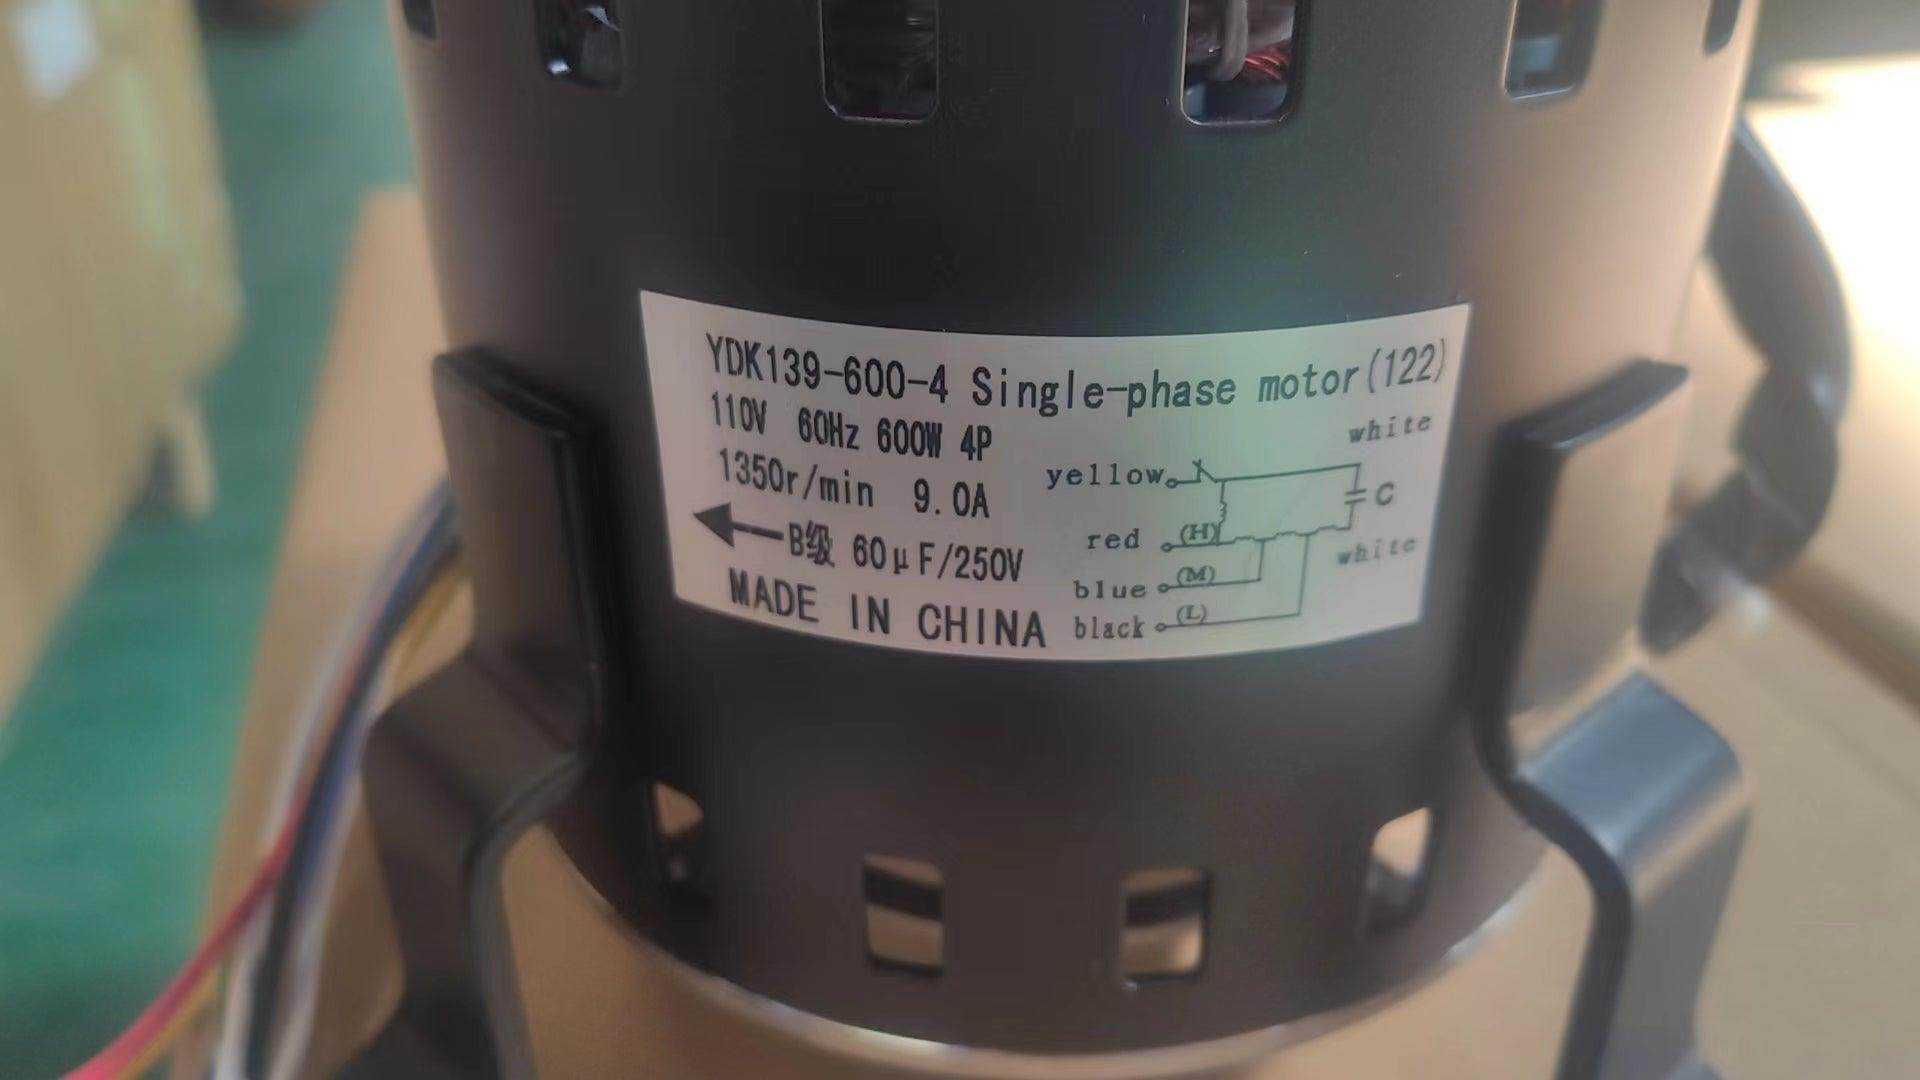 YDK139-600-4 Single-phase motor(122)
110V 60Hz 600W 4P
1350r/min 9.0A
B级 60μF/250V
MADE IN CHINA
white
yellow
C
red (H)
white
blue (M)
black (L)